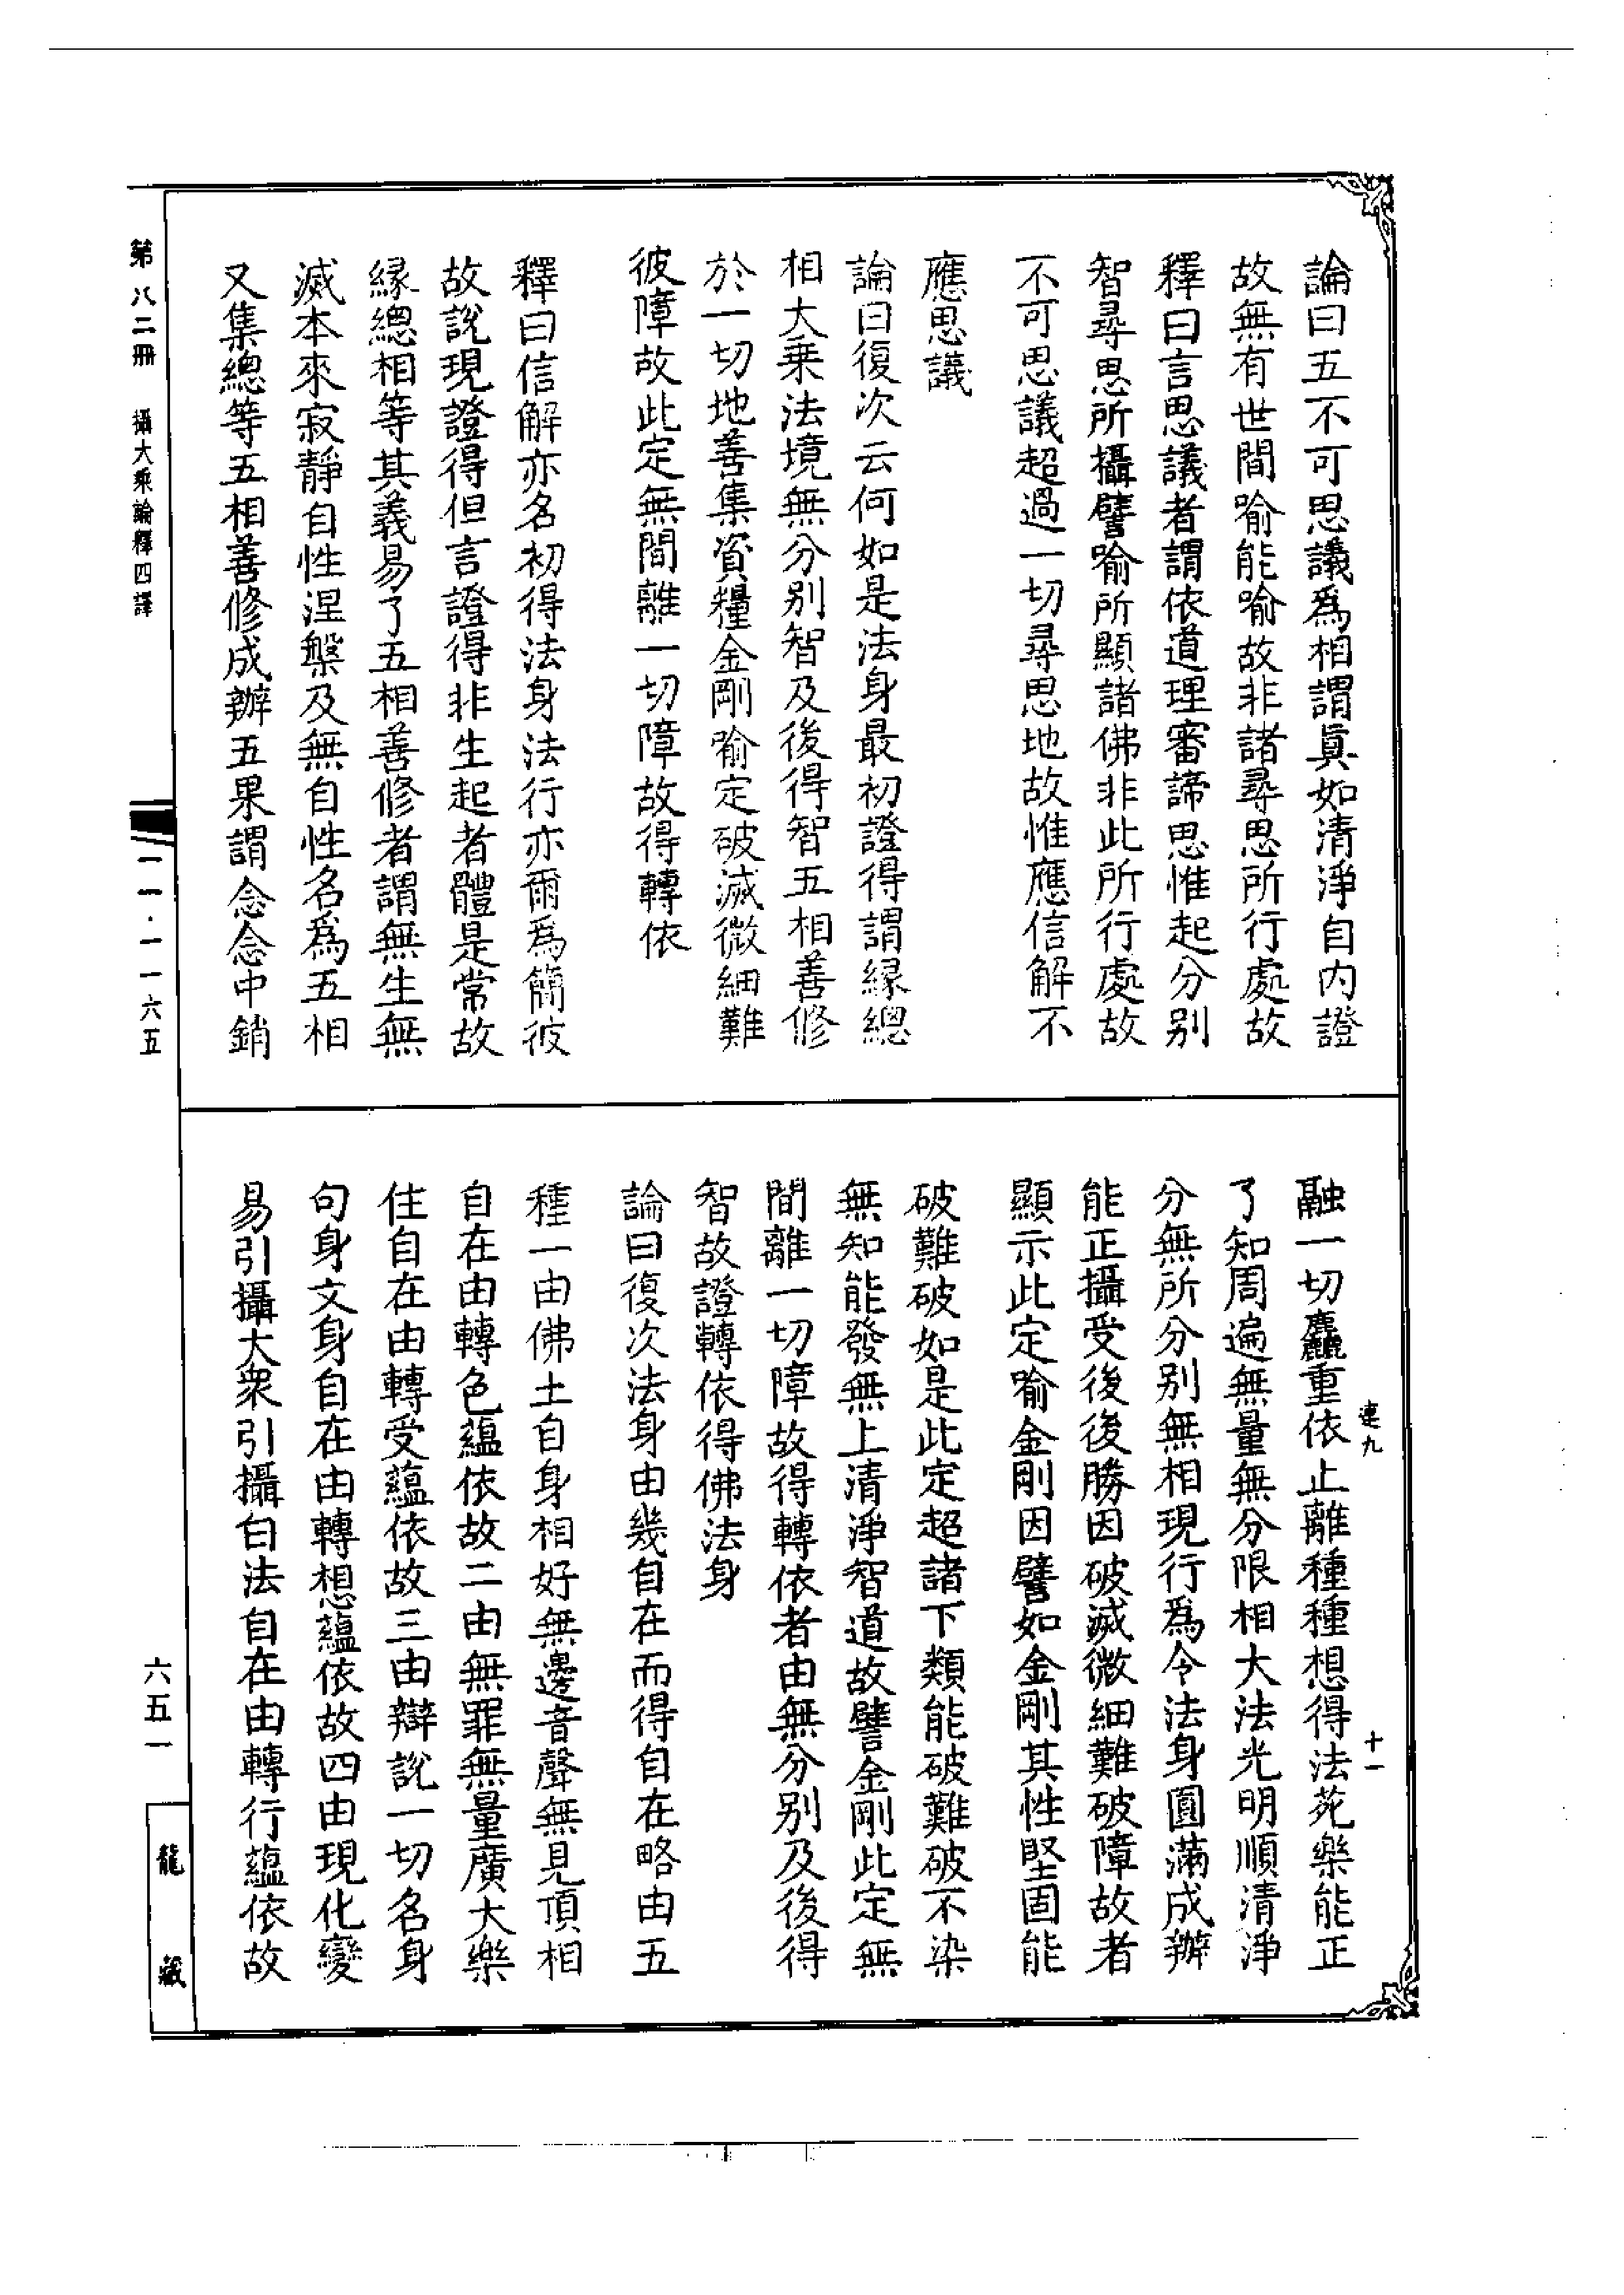 論曰五不可思議爲相謂眞如清淨自内證
故無有世間喻能喻故非諸尋思所行處故
釋曰言思議者謂依道理審諦思惟起分别
智尋思所攝譬喻所顯諸佛非此所行處故
不可思議超過一切尋思地故惟應信解不
應思議
論曰復次云何如是法身最初證得謂緣總
相大乘法境無分别智及後得智五相善修
於一切地善集資糧金剛喻定破滅微細難
彼障故此定無間離一切障故得轉依
釋曰信解亦名初得法身法行亦爾爲簡彼
故說現證得但言證得非生起者體是常故
緣總相等其義易了五相善修者謂無生無
滅本來寂靜自性涅槃及無自性名爲五相
又集總等五相善修成辦五果謂念念中銷
融一切麤重依止離種種想得法苑樂能正
了知周遍無量無分限相大法光明順清淨
分無所分别無相現行爲令法身圓滿成辦
能正攝受後後勝因破滅微細難破障故者
顯示此定喻金剛因譬如金剛其性堅固能
破難破如是此定超諸下類能破難破不染
無知能發無上清淨智道故譬金剛此定無
間離一切障故得轉依者由無分别及後得
智故證轉依得佛法身
論曰復次法身由幾自在而得自在略由五
種一由佛土自身相好無邊音聲無見頂相
自在由轉色蘊依故二由無罪無量廣大樂
住自在由轉受蘊依故三由辯說一切名身
句身文身自在由轉想蘊依故四由現化變
易引攝大衆引攝白法自在由轉行蘊依故
連九
十一
第八二冊
攝大乘論釋四譯
一一·一一六五
六五一
龍藏